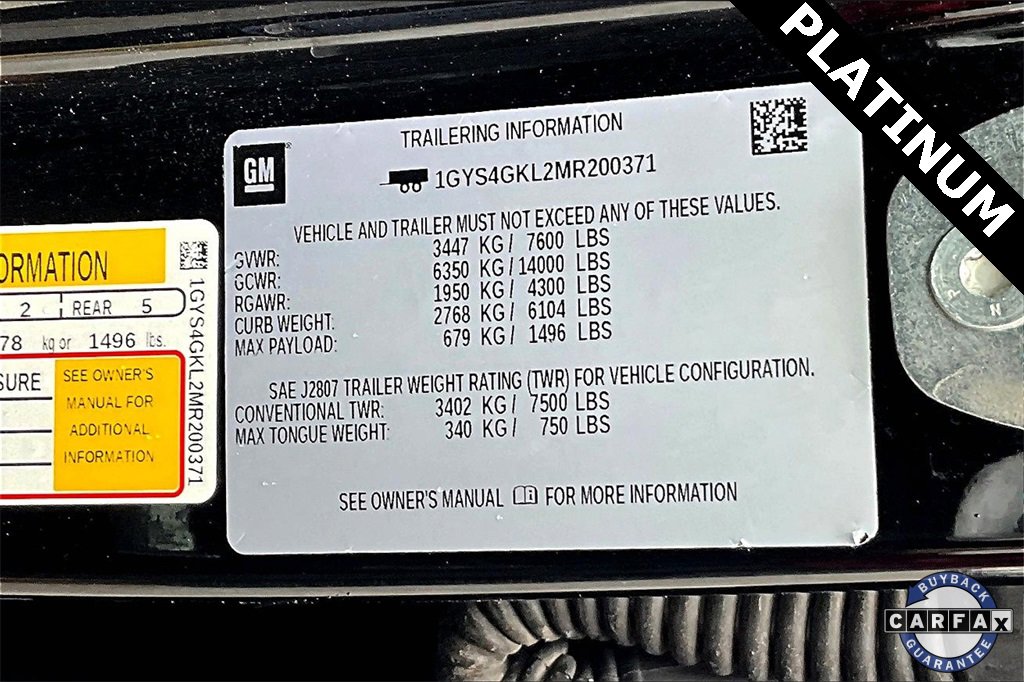 PLATINUM
GM
TRAILERING INFORMATION
1GYS4GKL2MR200371
VEHICLE AND TRAILER MUST NOT EXCEED ANY OF THESE VALUES.
GVWR: 3447 KG / 7600 LBS
GCWR: 6350 KG / 14000 LBS
RGAWR: 1950 KG / 4300 LBS
CURB WEIGHT: 2768 KG / 6104 LBS
MAX PAYLOAD: 679 KG / 1496 LBS
SAE J2807 TRAILER WEIGHT RATING (TWR) FOR VEHICLE CONFIGURATION.
CONVENTIONAL TWR: 3402 KG / 7500 LBS
MAX TONGUE WEIGHT: 340 KG / 750 LBS
SEE OWNER'S MANUAL FOR MORE INFORMATION
ORMATION
2 REAR 5
78 kg or 1496 lbs.
SURE
SEE OWNER'S
MANUAL FOR
ADDITIONAL
INFORMATION
1GYS4GKL2MR200371
BUYBACK
CARFAX
GUARANTEE